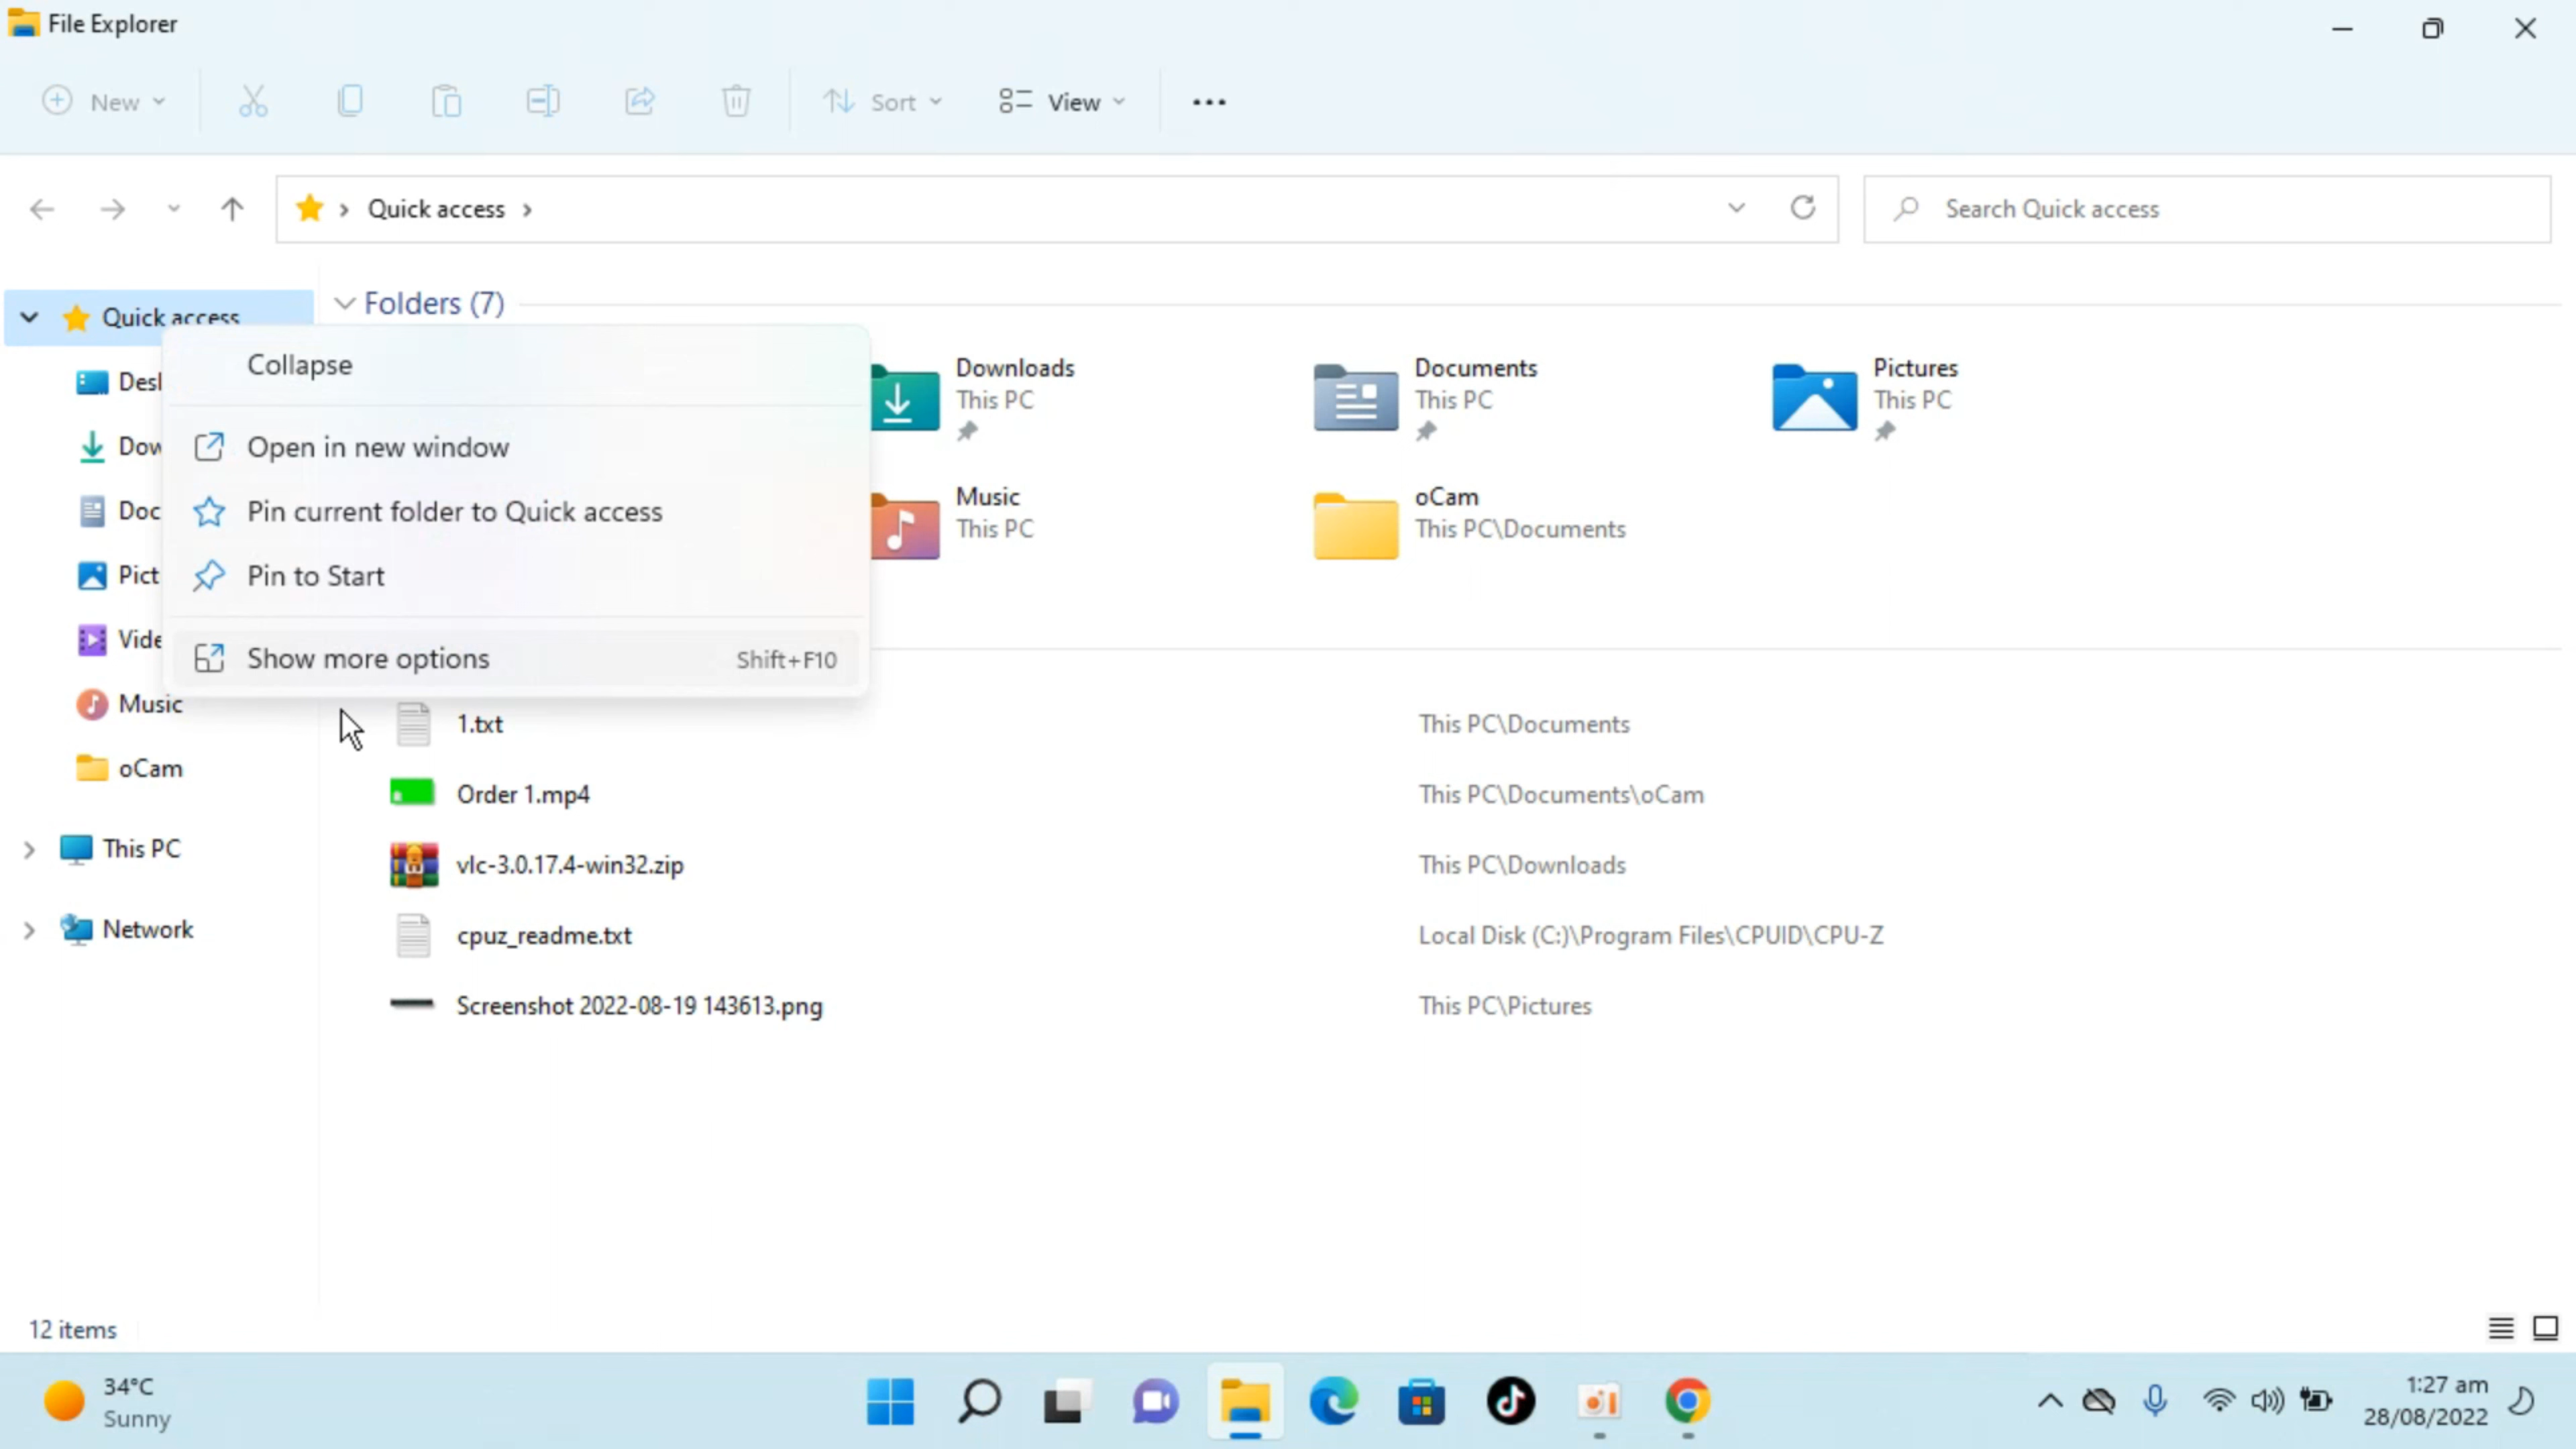 File Explorer
New
Sort
View
Quick access
Search Quick access
Quick access
Folders (7)
Collapse
Open in new window
Pin current folder to Quick access
Pin to Start
Show more options Shift+F10
Music
oCam
This PC
Network
Downloads
This PC
Documents
This PC
Pictures
This PC
Music
This PC
oCam
This PC\Documents
1.txt This PC\Documents
Order 1.mp4 This PC\Documents\oCam
vlc-3.0.17.4-win32.zip This PC\Downloads
cpuz_readme.txt Local Disk (C:)\Program Files\CPUID\CPU-Z
Screenshot 2022-08-19 143613.png This PC\Pictures
12 items
34°C
Sunny
1:27 am
28/08/2022